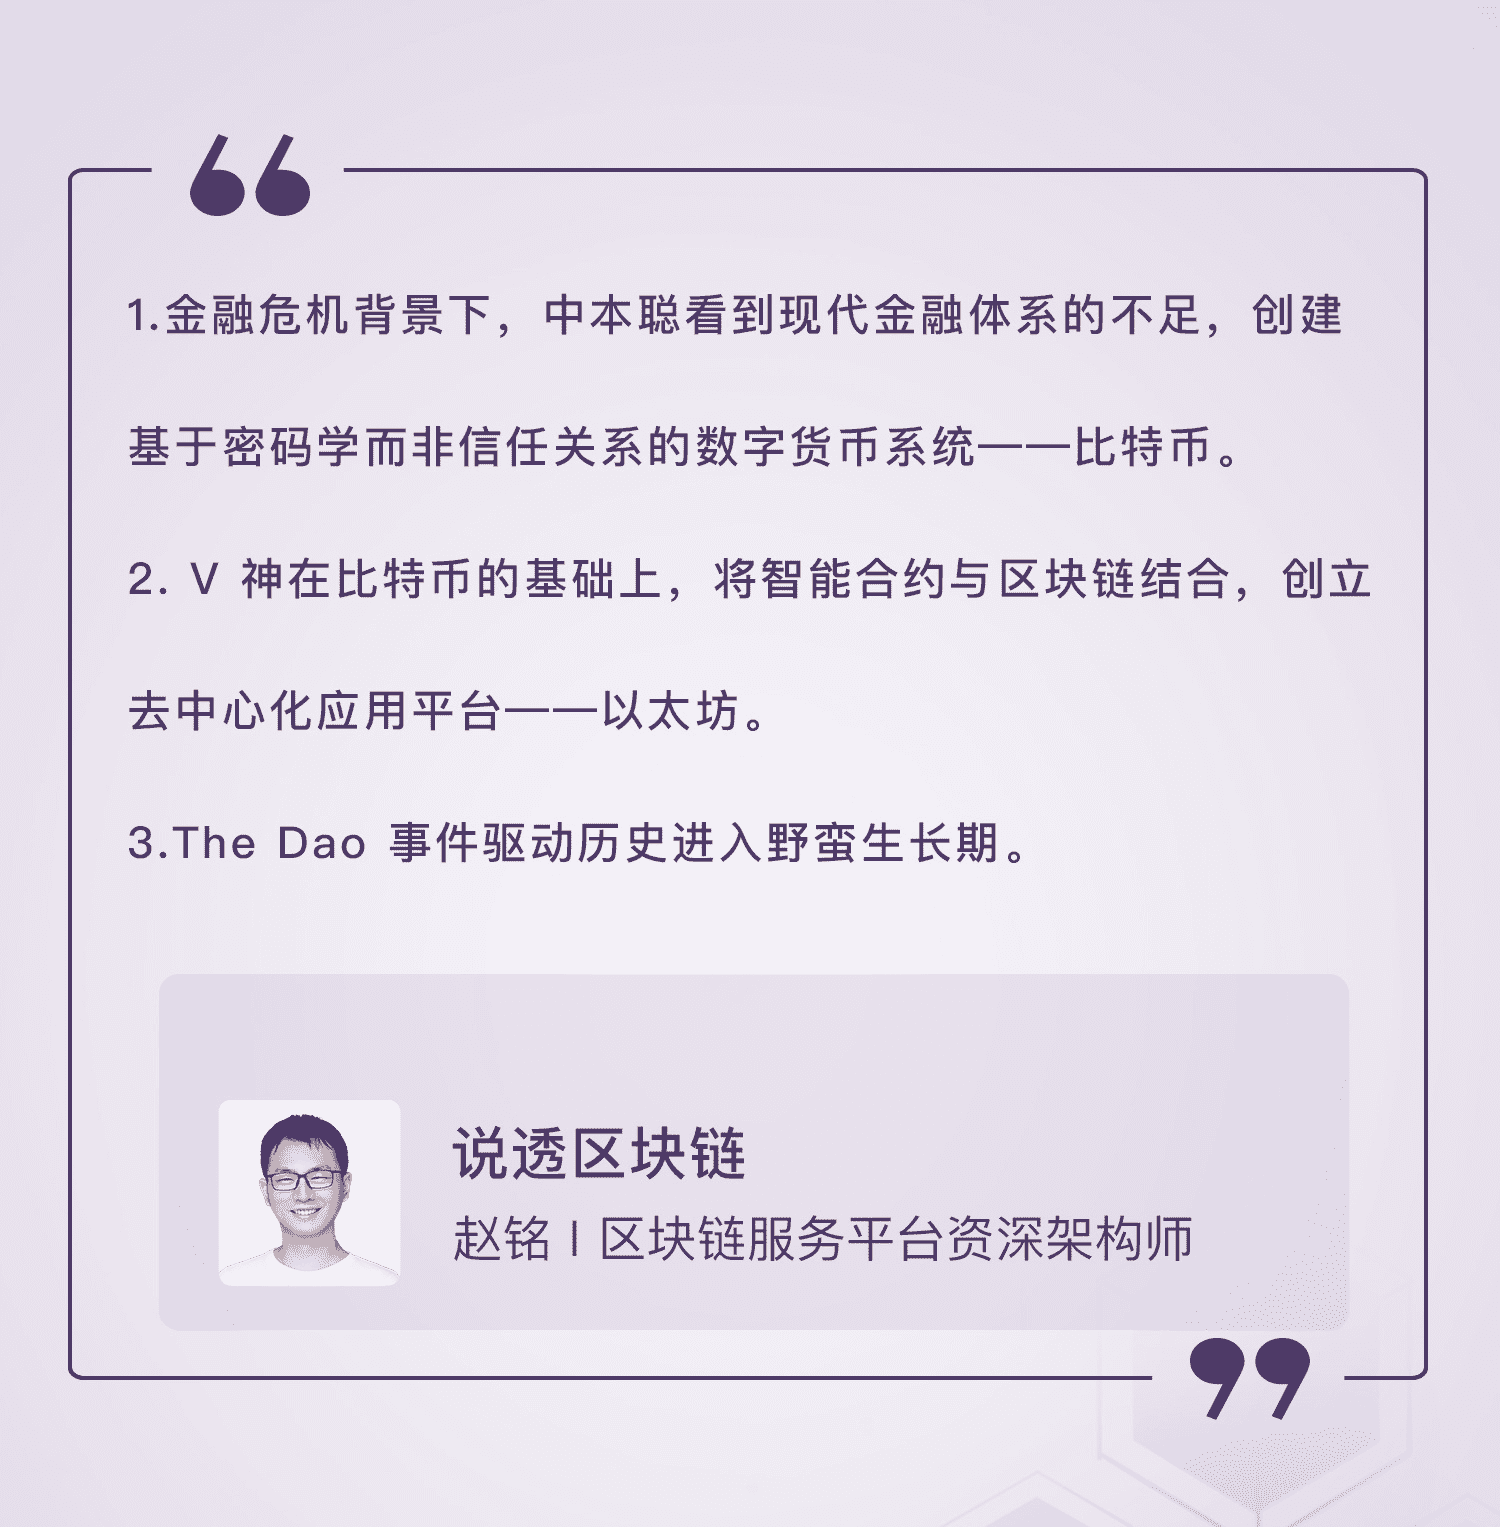 1.金融危机背景下，中本聪看到现代金融体系的不足，创建
基于密码学而非信任关系的数字货币系统——比特币。
2. V 神在比特币的基础上，将智能合约与区块链结合，创立
去中心化应用平台——以太坊。
3.The Dao 事件驱动历史进入野蛮生长期。
说透区块链
赵铭 | 区块链服务平台资深架构师